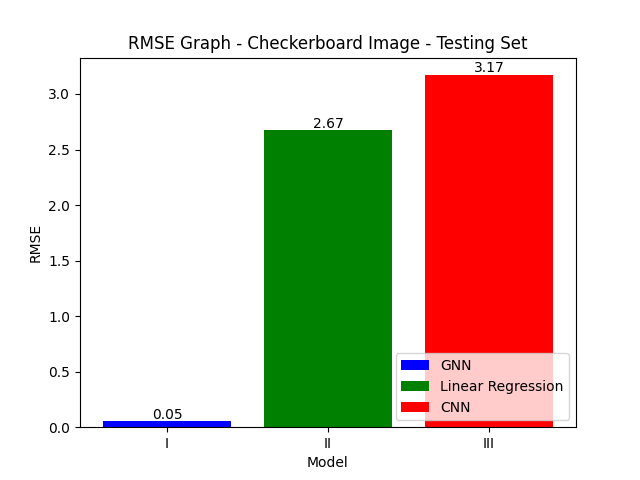 RMSE Graph - Checkerboard Image - Testing Set
3.17
3.0
2.67
2.5
2.0
RMSE
1.5
1.0
0.5
GNN
Linear Regression
CNN
0.05
0.0
I II III
Model